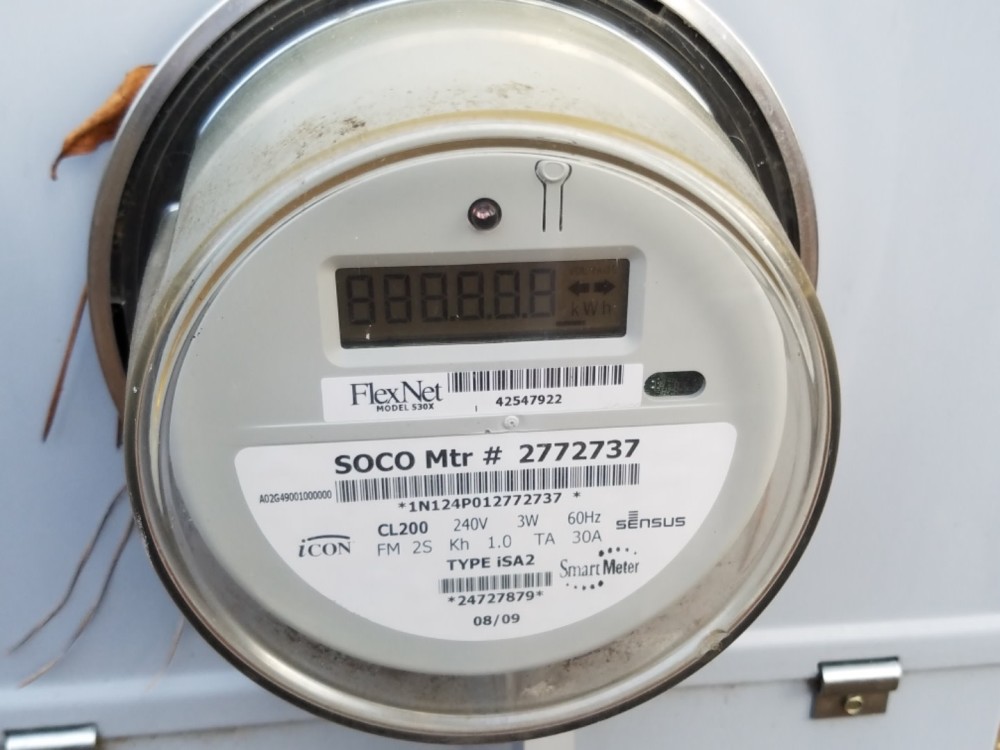 888888
kWh
FlexNet
MODEL 530X
42547922
SOCO Mtr # 2772737
A02G49001000000
*1N124P012772737 *
CL200 240V 3W 60Hz
sensus
iCON
FM 2S Kh 1.0 TA 30A
TYPE iSA2
SmartMeter
*24727879*
08/09